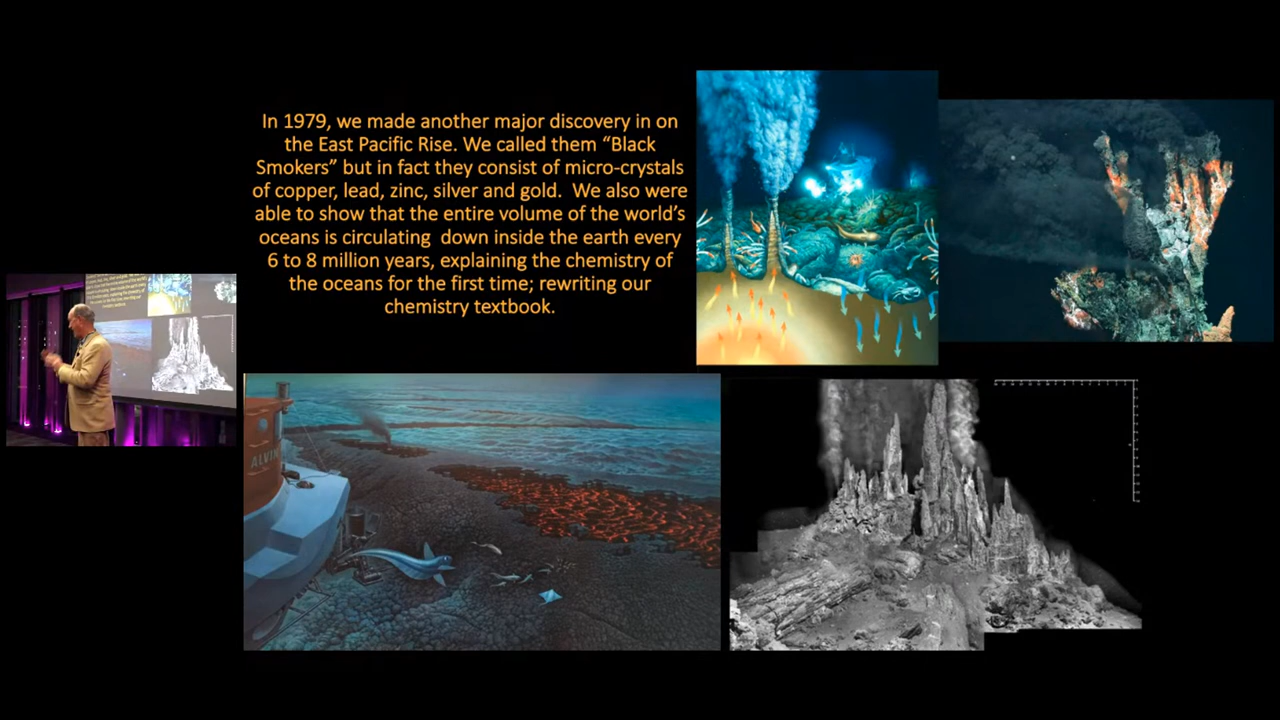 In 1979, we made another major discovery in on
the East Pacific Rise. We called them “Black
Smokers” but in fact they consist of micro-crystals
of copper, lead, zinc, silver and gold.  We also were
able to show that the entire volume of the world’s
oceans is circulating  down inside the earth every
6 to 8 million years, explaining the chemistry of
the oceans for the first time; rewriting our
chemistry textbook.
ALVIN